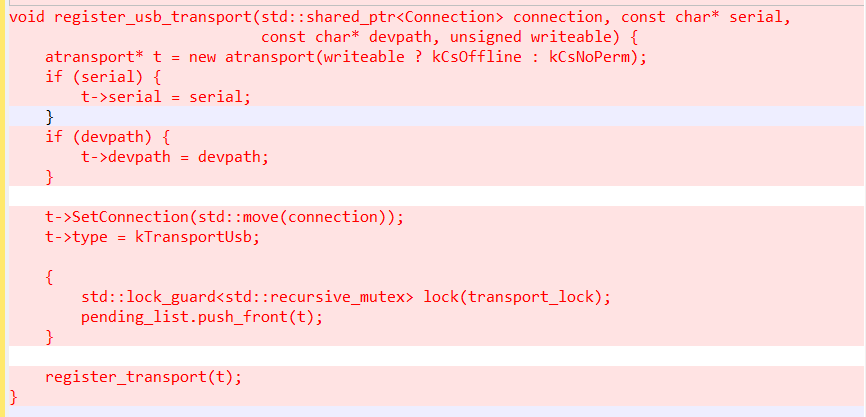 void register_usb_transport(std::shared_ptr<Connection> connection, const char* serial,
                            const char* devpath, unsigned writeable) {
    atransport* t = new atransport(writeable ? kCsOffline : kCsNoPerm);
    if (serial) {
        t->serial = serial;
    }
    if (devpath) {
        t->devpath = devpath;
    }

    t->SetConnection(std::move(connection));
    t->type = kTransportUsb;

    {
        std::lock_guard<std::recursive_mutex> lock(transport_lock);
        pending_list.push_front(t);
    }

    register_transport(t);
}